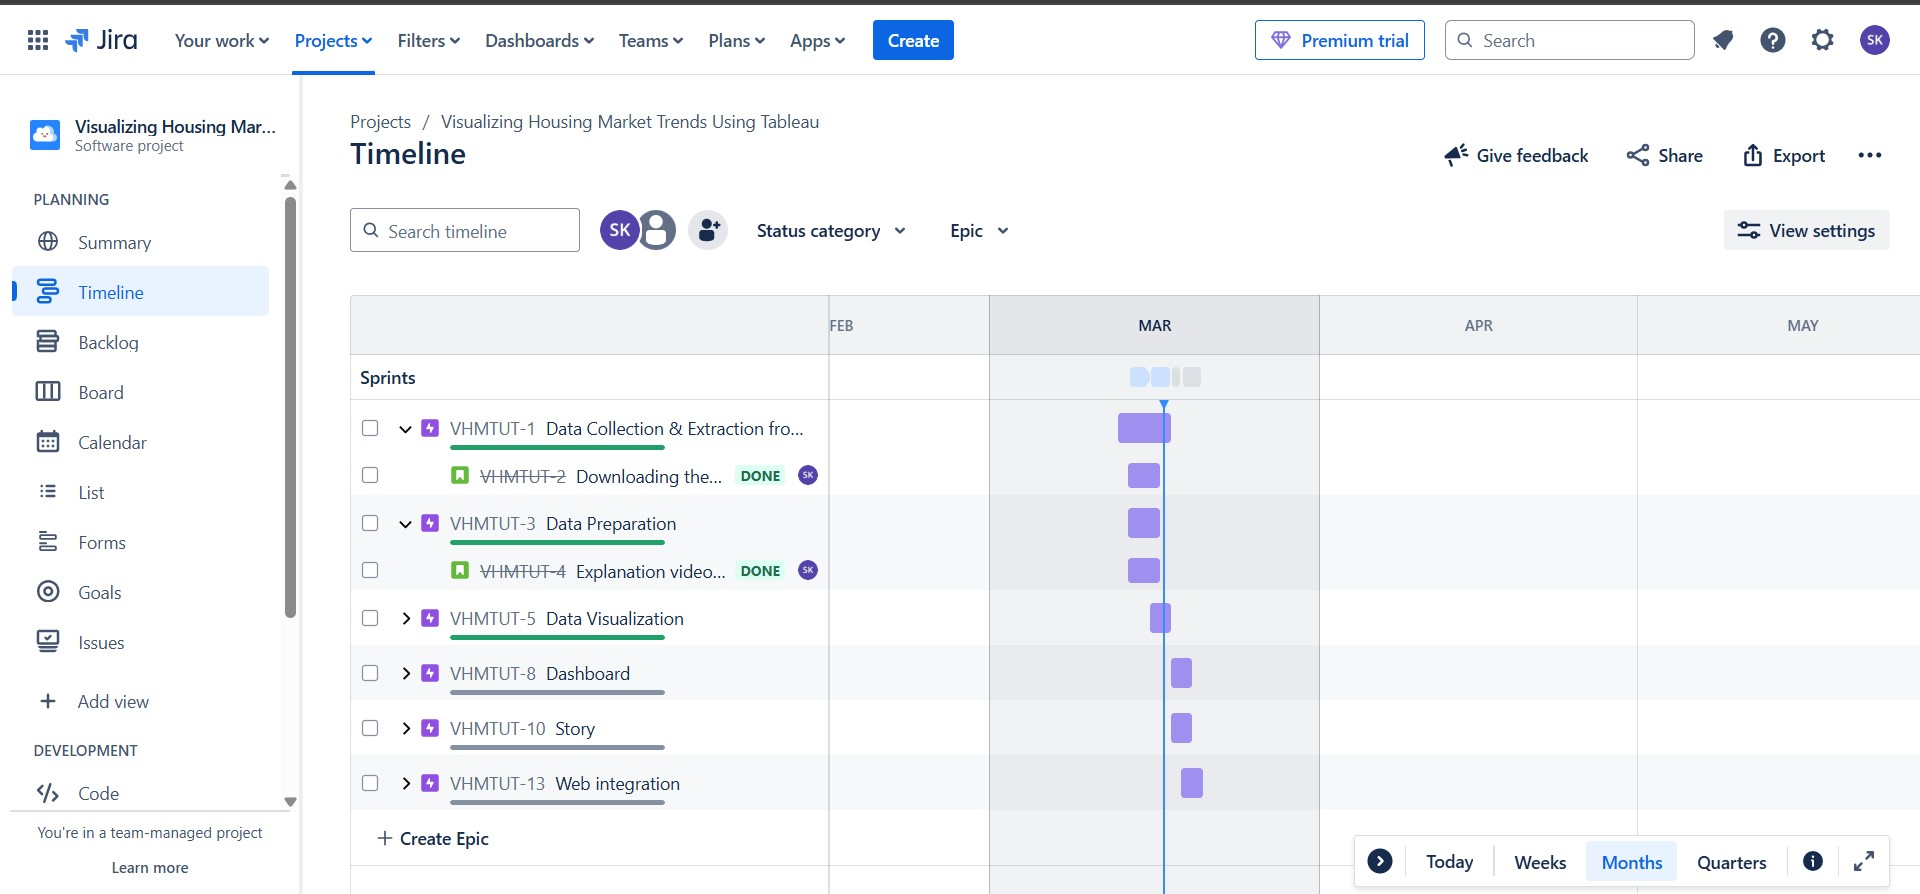 Jira Your work Projects Filters Dashboards Teams Plans Apps Create Premium trial Search SK
Visualizing Housing Mar...
Software project
PLANNING
Summary
Timeline
Backlog
Board
Calendar
List
Forms
Goals
Issues
Add view
DEVELOPMENT
Code
You're in a team-managed project
Learn more
Projects / Visualizing Housing Market Trends Using Tableau
Timeline
Give feedback Share Export
Search timeline SK Status category Epic View settings
FEB MAR APR MAY
Sprints
VHMTUT-1 Data Collection & Extraction fro...
VHMTUT-2 Downloading the... DONE SK
VHMTUT-3 Data Preparation
VHMTUT-4 Explanation video... DONE SK
VHMTUT-5 Data Visualization
VHMTUT-8 Dashboard
VHMTUT-10 Story
VHMTUT-13 Web integration
+ Create Epic
Today Weeks Months Quarters